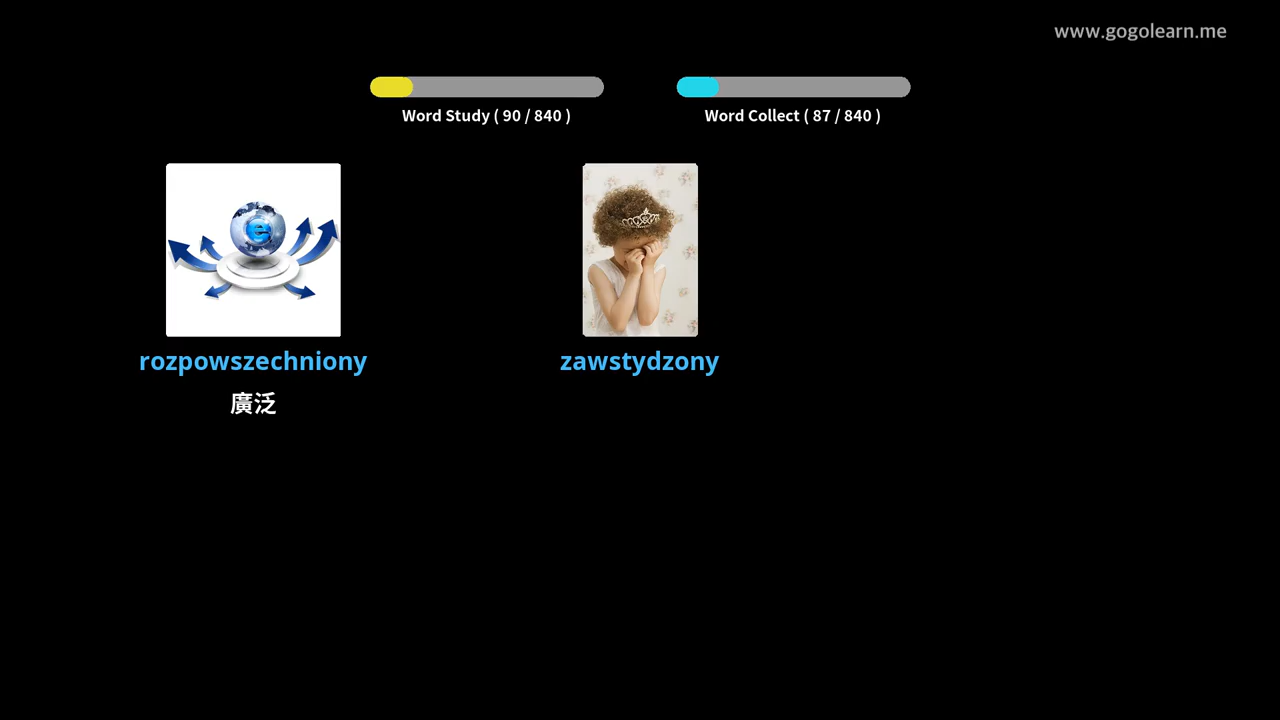 www.gogolearn.me
Word Study ( 90 / 840 )
Word Collect ( 87 / 840 )
e
rozpowszechniony
zawstydzony
廣泛